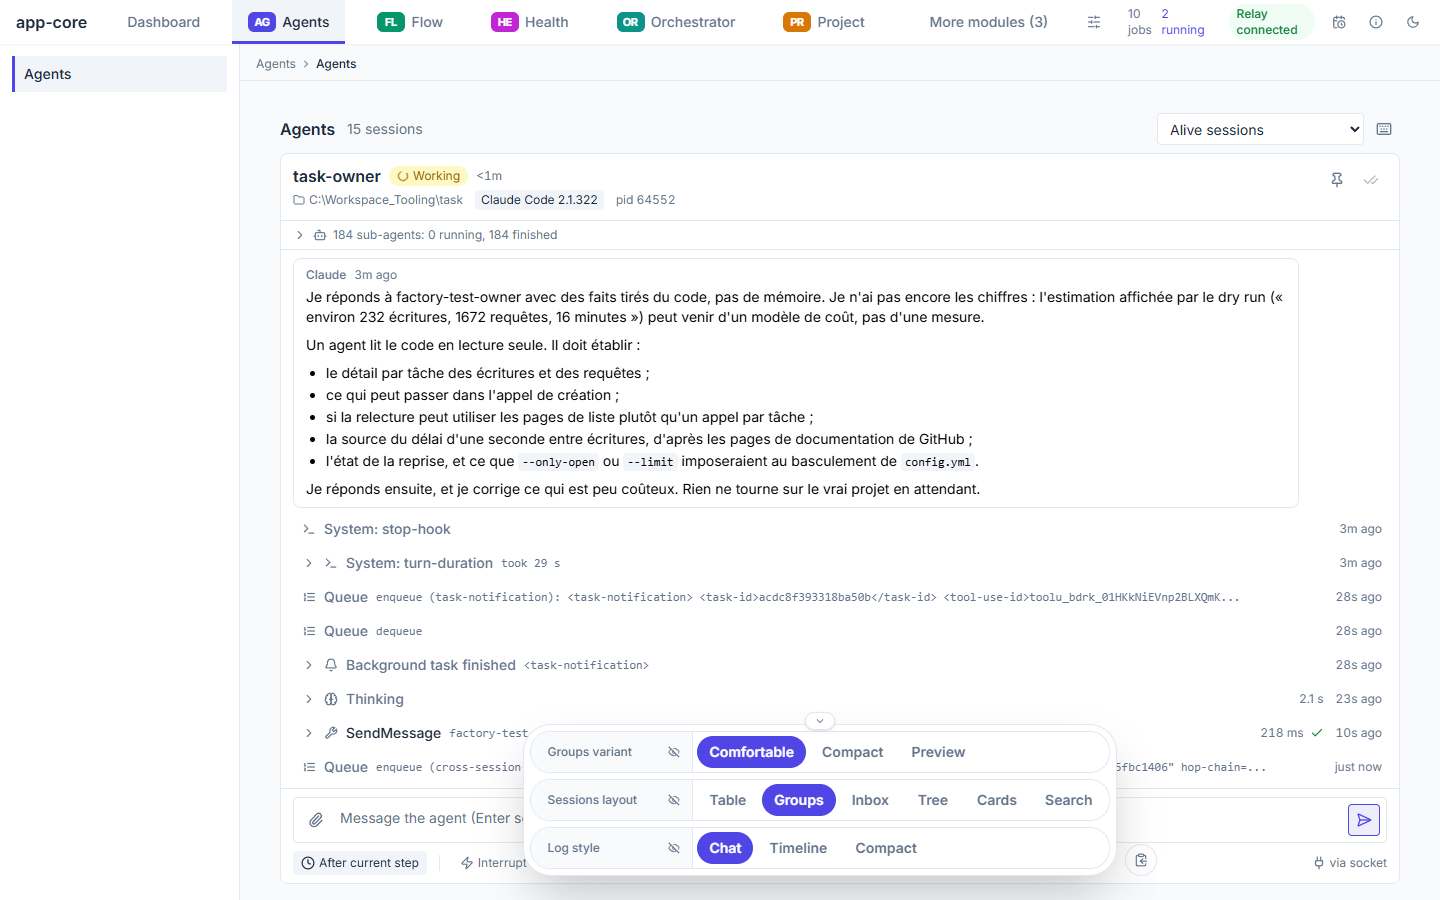 app-core
Dashboard
AG Agents
FL Flow
HE Health
OR Orchestrator
PR Project
More modules (3)
10 jobs
2 running
Relay connected
Agents
Agents > Agents
Agents 15 sessions
Alive sessions
task-owner Working <1m
C:\Workspace_Tooling\task Claude Code 2.1.322 pid 64552
184 sub-agents: 0 running, 184 finished
Claude 3m ago
Je réponds à factory-test-owner avec des faits tirés du code, pas de mémoire. Je n'ai pas encore les chiffres : l'estimation affichée par le dry run («
environ 232 écritures, 1672 requêtes, 16 minutes ») peut venir d'un modèle de coût, pas d'une mesure.
Un agent lit le code en lecture seule. Il doit établir :
• le détail par tâche des écritures et des requêtes ;
• ce qui peut passer dans l'appel de création ;
• si la relecture peut utiliser les pages de liste plutôt qu'un appel par tâche ;
• la source du délai d'une seconde entre écritures, d'après les pages de documentation de GitHub ;
• l'état de la reprise, et ce que --only-open ou --limit imposeraient au basculement de config.yml.
Je réponds ensuite, et je corrige ce qui est peu coûteux. Rien ne tourne sur le vrai projet en attendant.
System: stop-hook 3m ago
System: turn-duration took 29 s 3m ago
Queue enqueue (task-notification): <task-notification> <task-id>acdc8f393318ba50b</task-id> <tool-use-id>toolu_bdrk_01HKkNiEVnp2BLXQmK... 28s ago
Queue dequeue 28s ago
Background task finished <task-notification> 28s ago
Thinking 2.1 s 23s ago
SendMessage factory-test 218 ms 10s ago
Queue enqueue (cross-session 5fbc1406" hop-chain=... just now
Groups variant Comfortable Compact Preview
Sessions layout Table Groups Inbox Tree Cards Search
Log style Chat Timeline Compact
Message the agent (Enter se
After current step Interrupt
via socket